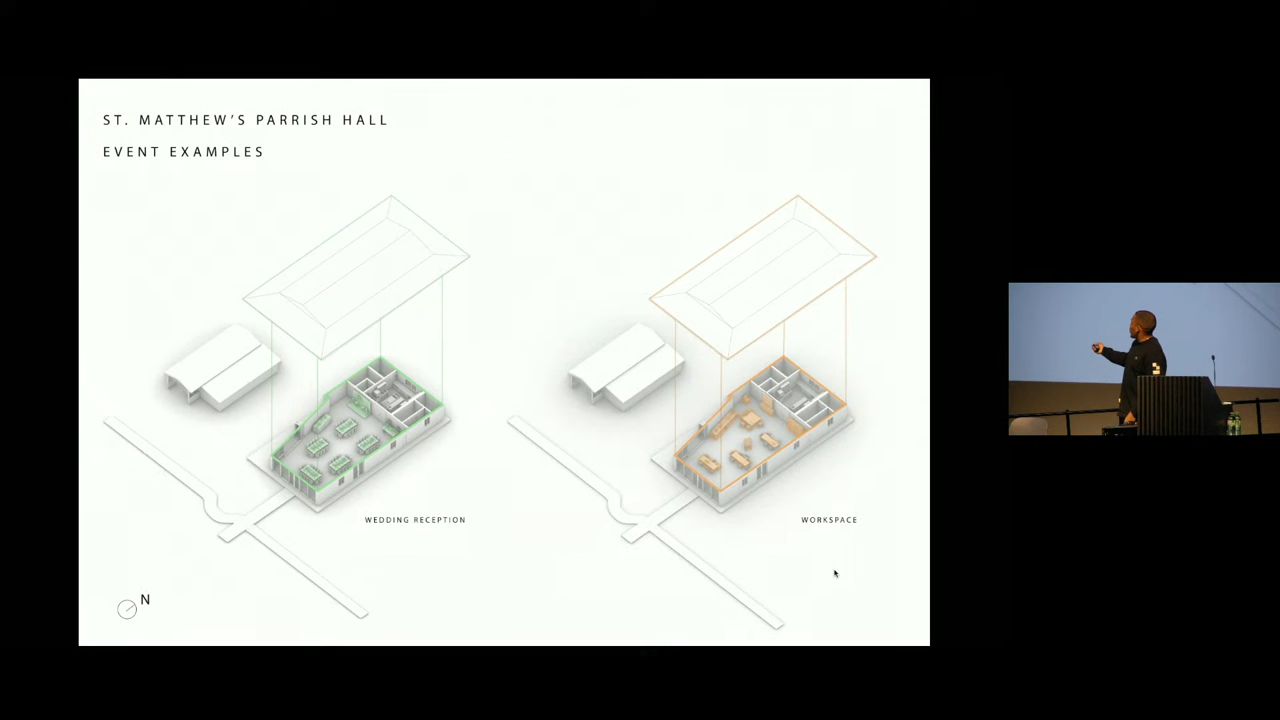 ST. MATTHEW'S PARRISH HALL
EVENT EXAMPLES
WEDDING RECEPTION
WORKSPACE
N